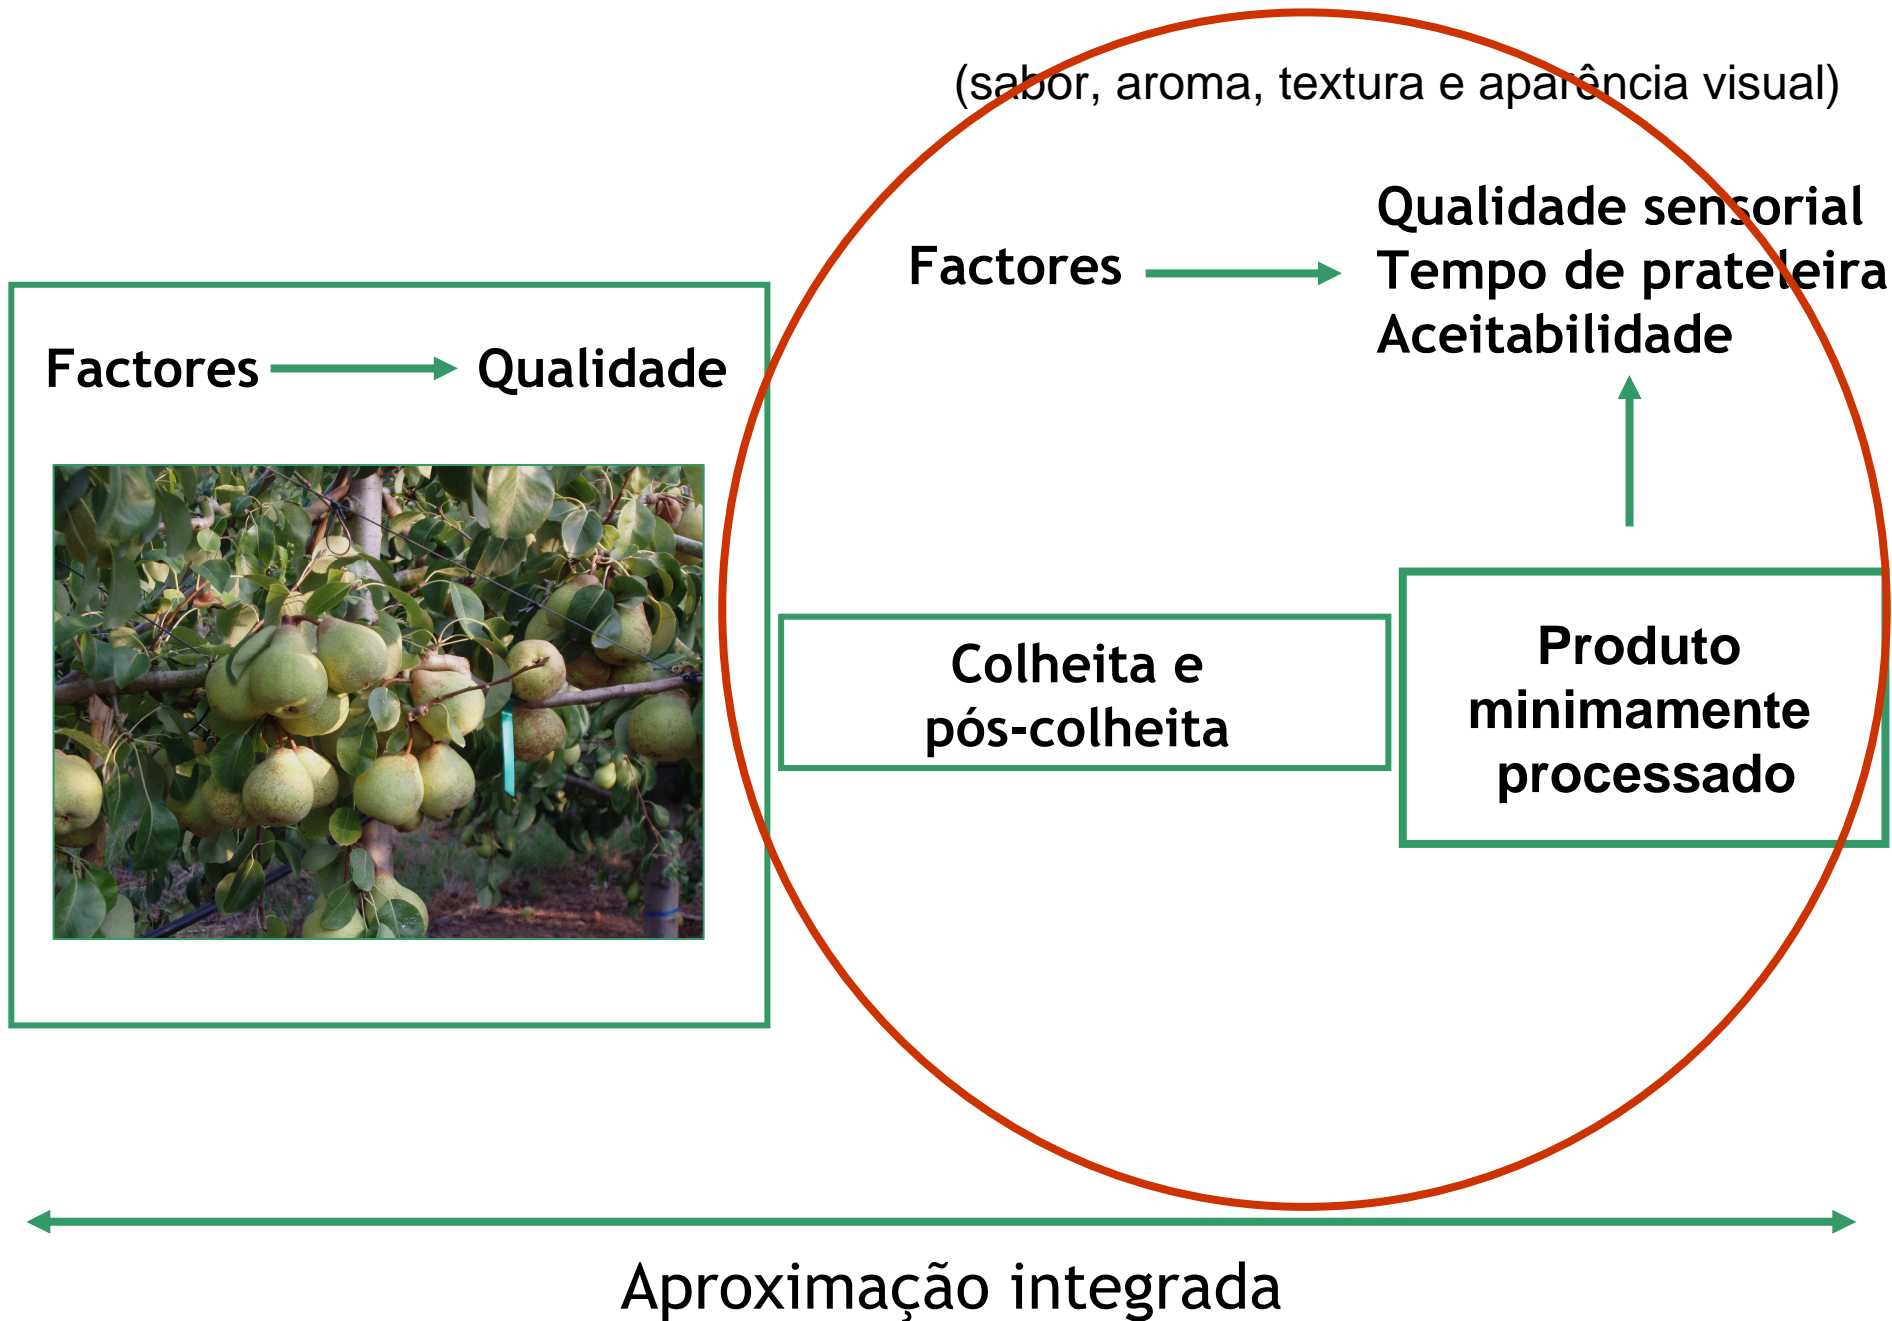 (sabor, aroma, textura e aparência visual)
Factores
Qualidade sensorial
Tempo de prateleira
Aceitabilidade
Factores
Qualidade
Colheita e
pós-colheita
Produto
minimamente
processado
Aproximação integrada